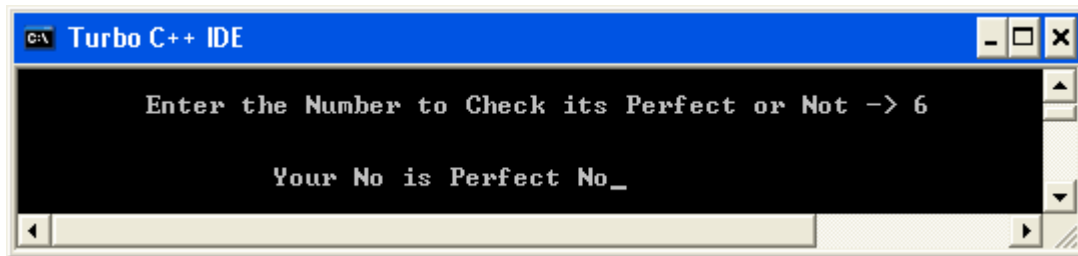 C:\ Turbo C++ IDE
Enter the Number to Check its Perfect or Not -> 6
Your No is Perfect No_